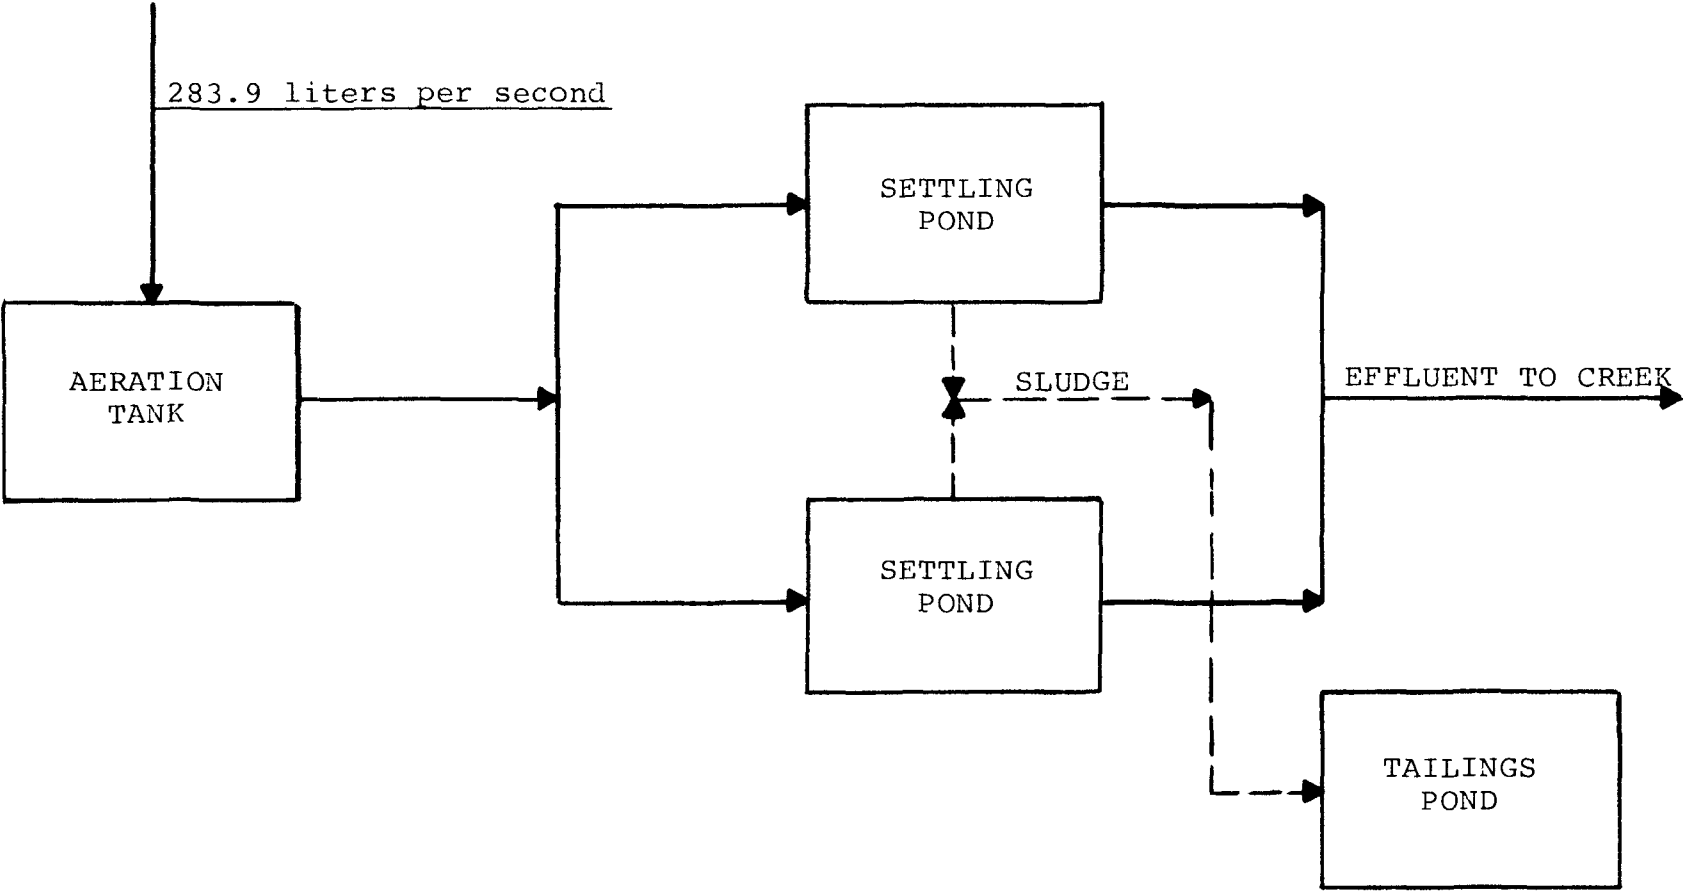 283.9 liters per second
SETTLING
POND
AERATION
TANK
SLUDGE
EFFLUENT TO CREEK
SETTLING
POND
TAILINGS
POND